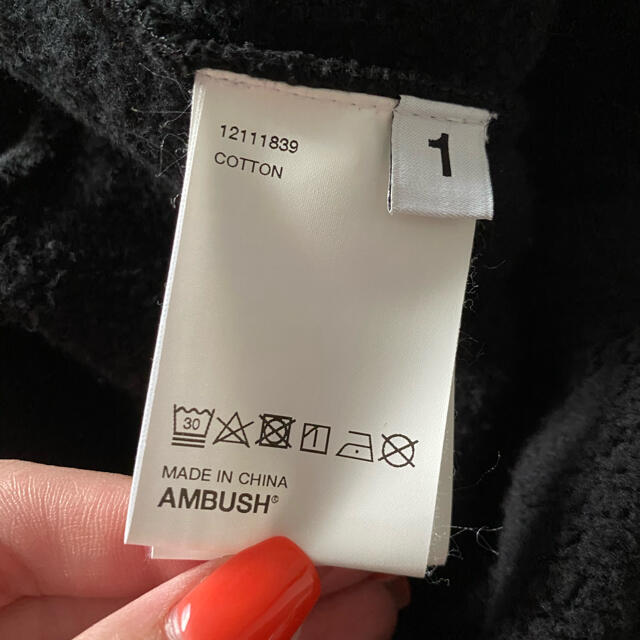 12111839
COTTON
1
30
MADE IN CHINA
AMBUSH®